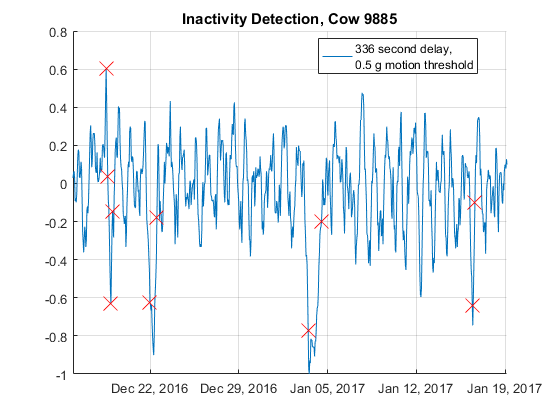 Inactivity Detection, Cow 9885
336 second delay,
0.5 g motion threshold
0.8
0.6
0.4
0.2
0
-0.2
-0.4
-0.6
-0.8
-1
Dec 22, 2016
Dec 29, 2016
Jan 05, 2017
Jan 12, 2017
Jan 19, 2017